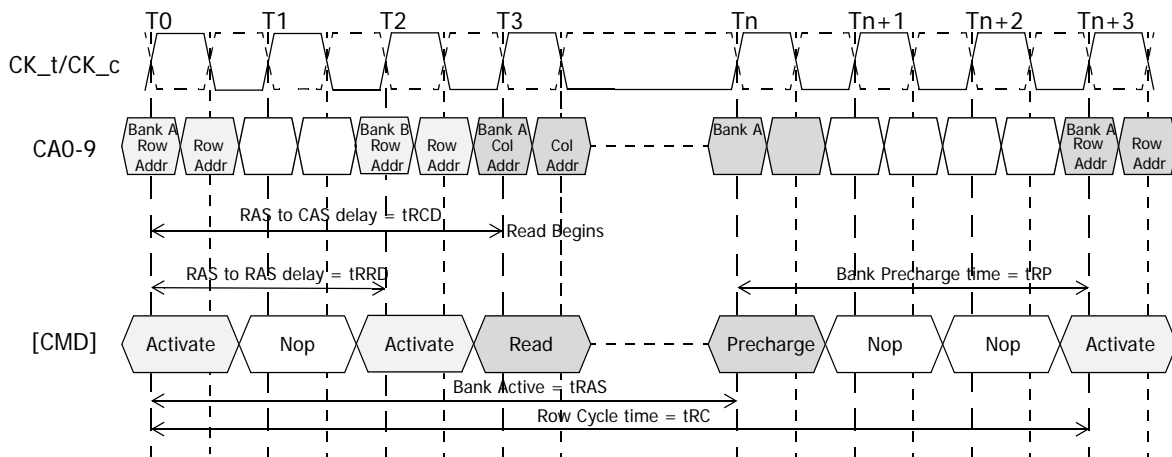 T0 T1 T2 T3 Tn Tn+1 Tn+2 Tn+3
CK_t/CK_c
CA0-9
Bank A
Row
Addr
Row
Addr
Bank B
Row
Addr
Row
Addr
Bank A
Col
Addr
Col
Addr
Bank A
Bank A
Row
Addr
Row
Addr
RAS to CAS delay = tRCD
Read Begins
RAS to RAS delay = tRRD
Bank Precharge time = tRP
[CMD]
Activate Nop Activate Read Precharge Nop Nop Activate
Bank Active = tRAS
Row Cycle time = tRC